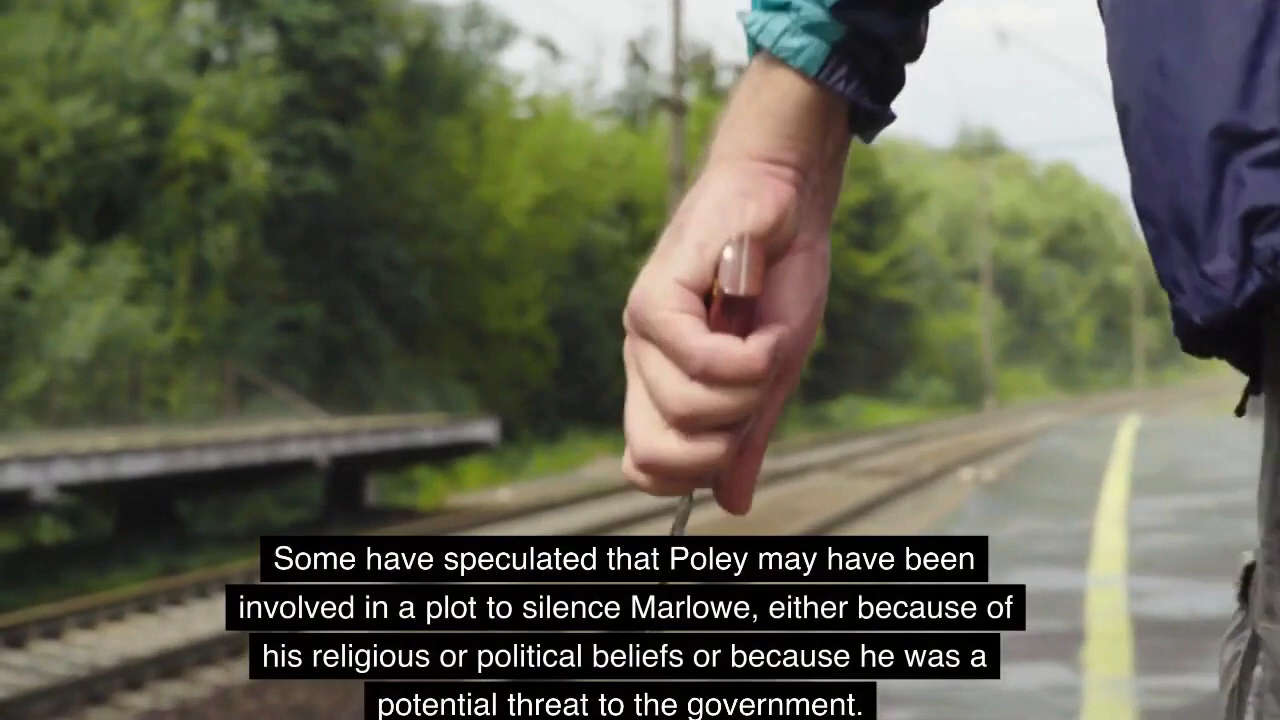 Some have speculated that Poley may have been
involved in a plot to silence Marlowe, either because of
his religious or political beliefs or because he was a
potential threat to the government.